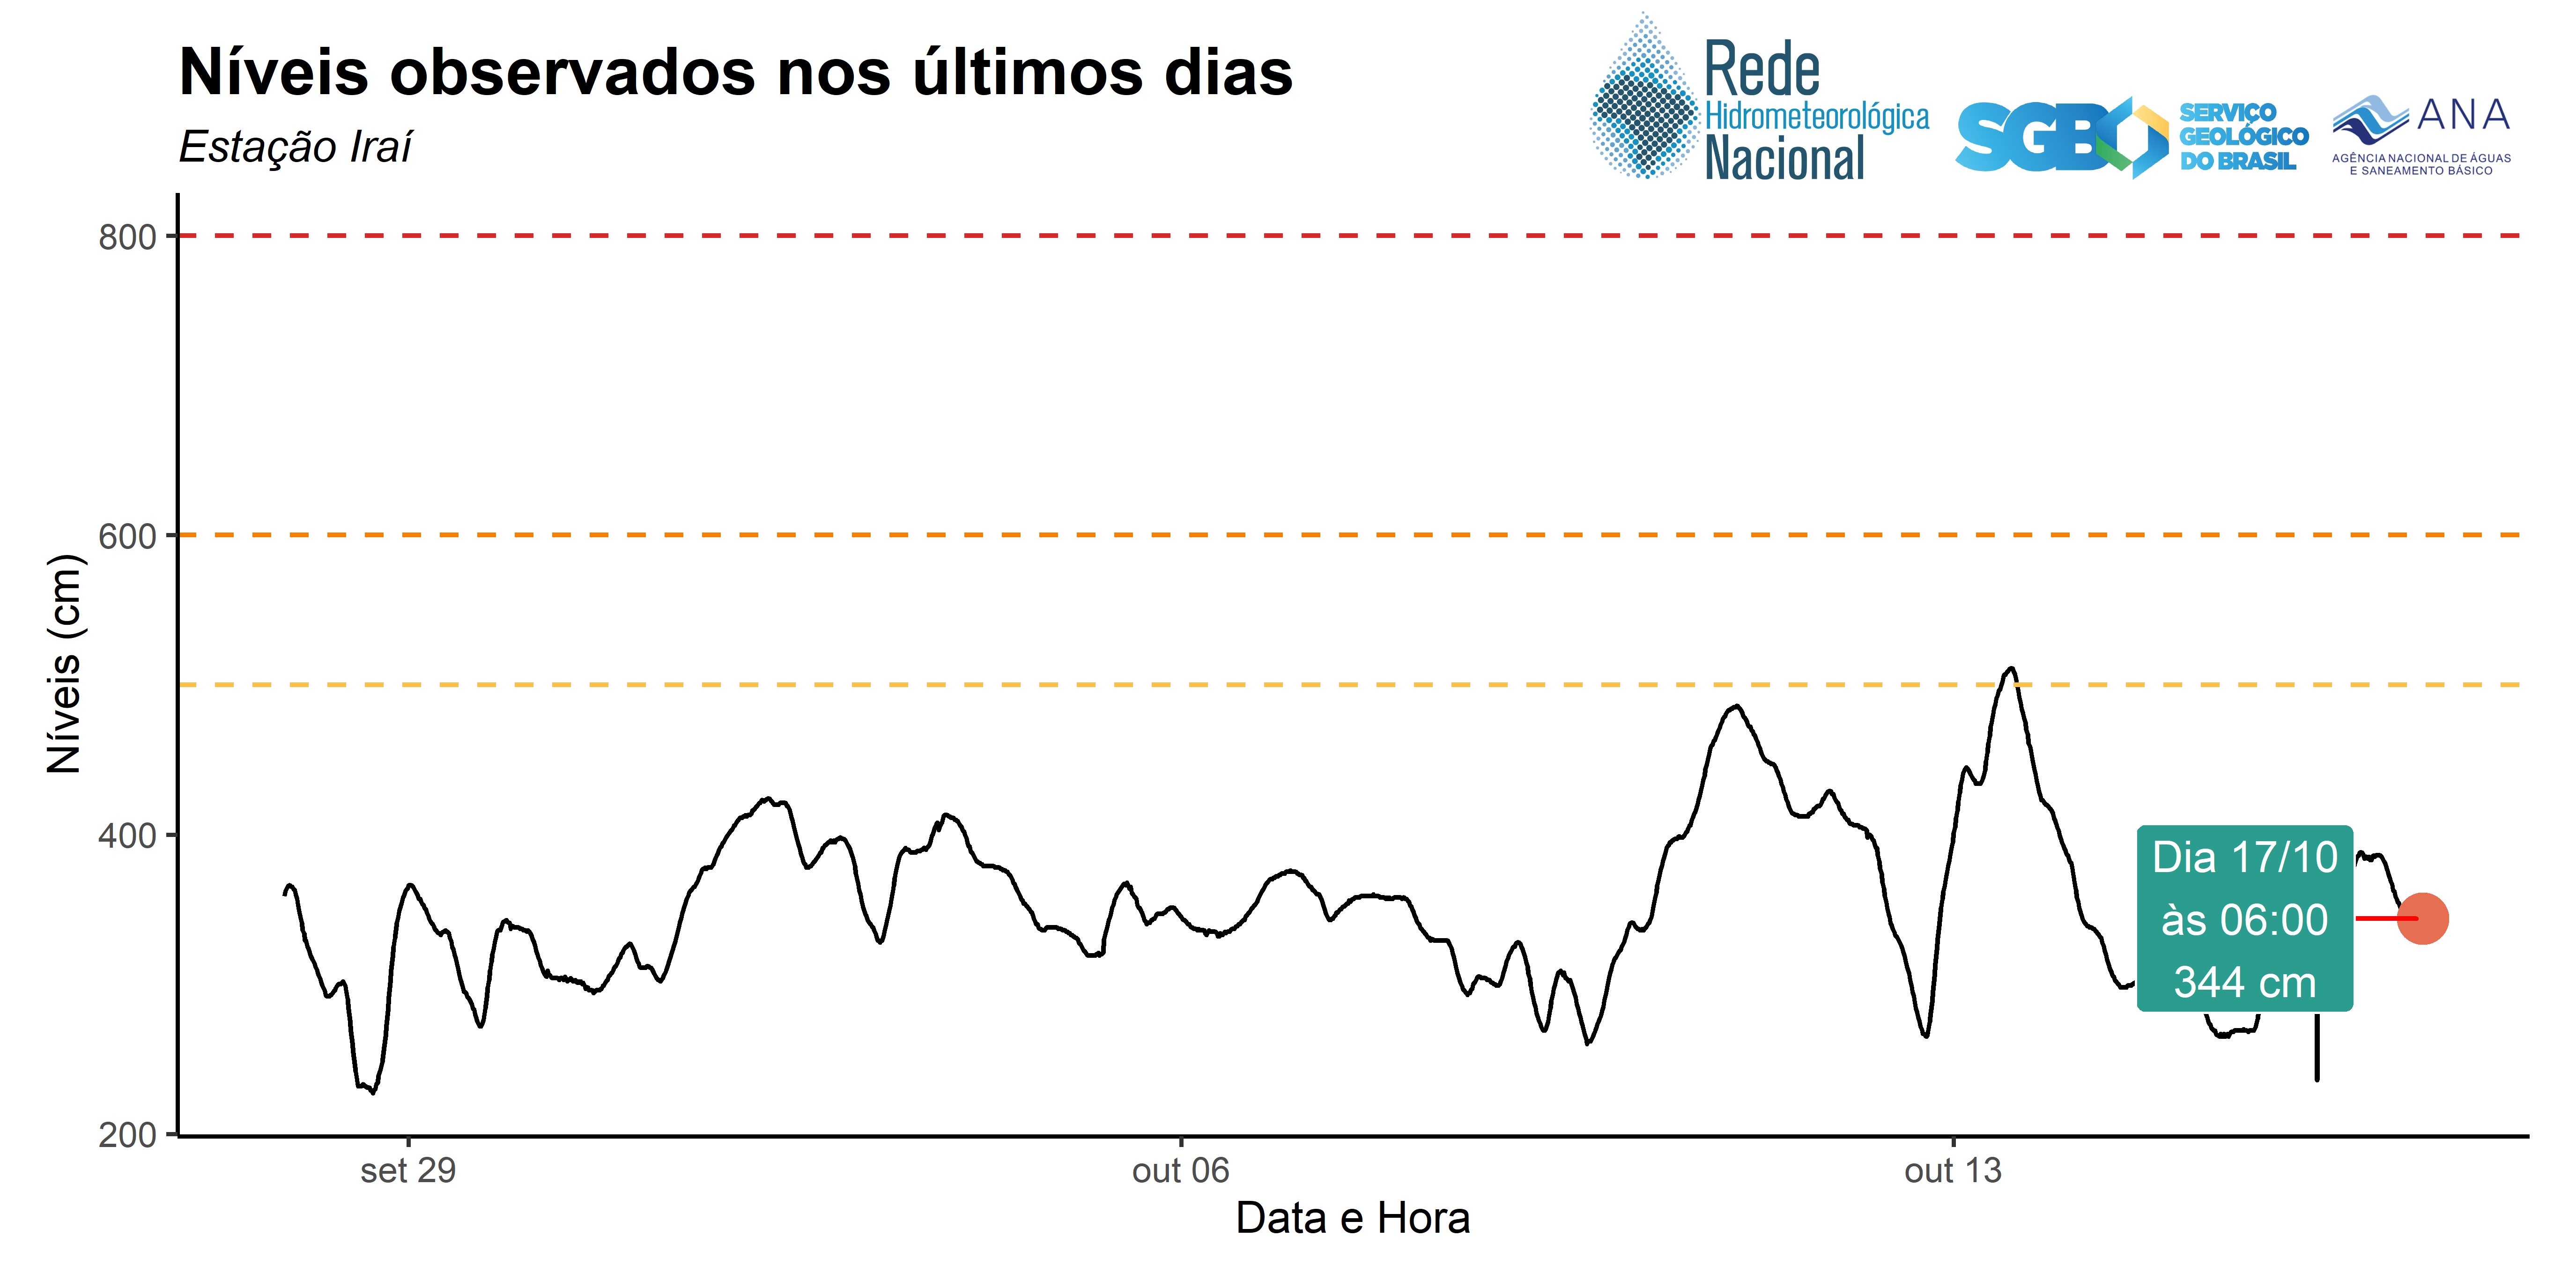 Níveis observados nos últimos dias
Estação Iraí
Rede
Hidrometeorológica
Nacional
SGB
SERVIÇO
GEOLÓGICO
DO BRASIL
ANA
AGÊNCIA NACIONAL DE ÁGUAS
E SANEAMENTO BÁSICO
Níveis (cm)
800
600
400
200
Dia 17/10
às 06:00
344 cm
set 29
out 06
out 13
Data e Hora